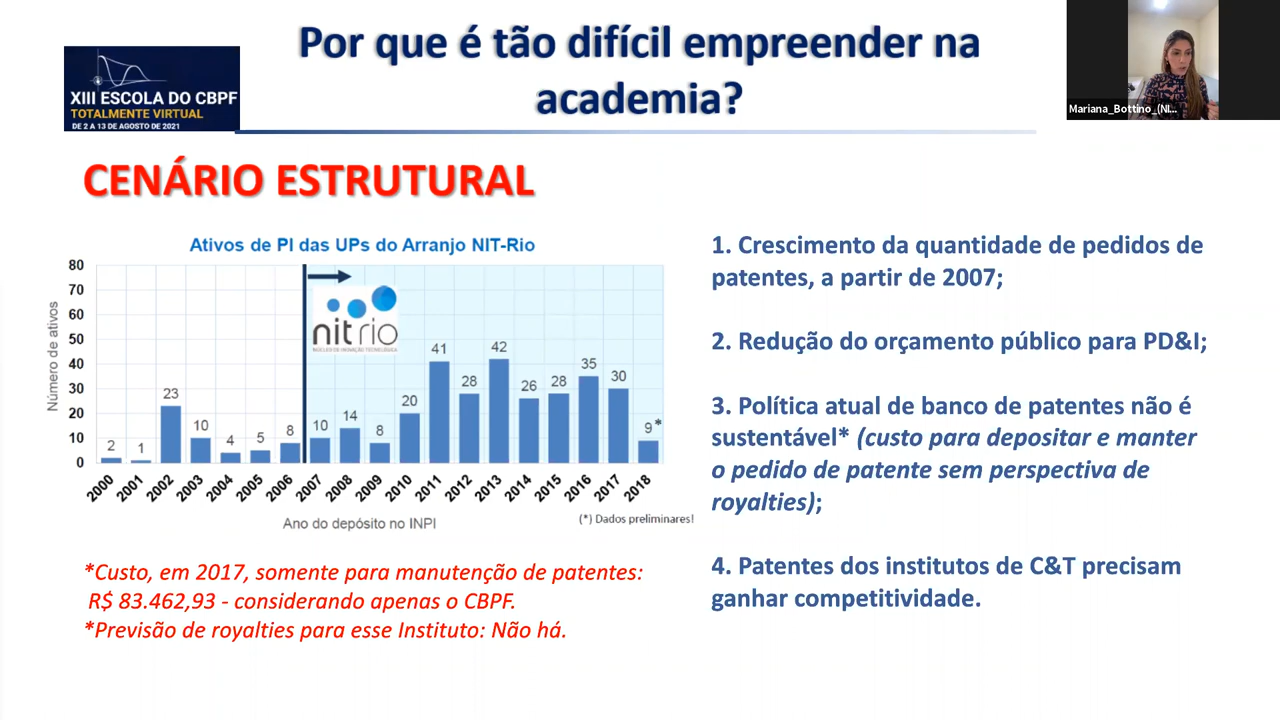 Por que é tão difícil empreender na
academia?
XIII ESCOLA DO CBPF
TOTALMENTE VIRTUAL
DE 2 A 13 DE AGOSTO DE 2021
Mariana_Bottino_(NI...
CENÁRIO ESTRUTURAL
Ativos de PI das UPs do Arranjo NIT-Rio
Número de ativos
80
70
60
50
40
30
20
10
0
2
1
23
10
4
5
8
10
14
8
20
41
28
42
26
28
35
30
9*
nitrio
NÚCLEO DE INOVAÇÃO TECNOLÓGICA
2000
2001
2002
2003
2004
2005
2006
2007
2008
2009
2010
2011
2012
2013
2014
2015
2016
2017
2018
Ano do depósito no INPI
(*) Dados preliminares!
*Custo, em 2017, somente para manutenção de patentes:
R$ 83.462,93 - considerando apenas o CBPF.
*Previsão de royalties para esse Instituto: Não há.
1. Crescimento da quantidade de pedidos de
patentes, a partir de 2007;
2. Redução do orçamento público para PD&I;
3. Política atual de banco de patentes não é
sustentável* (custo para depositar e manter
o pedido de patente sem perspectiva de
royalties);
4. Patentes dos institutos de C&T precisam
ganhar competitividade.